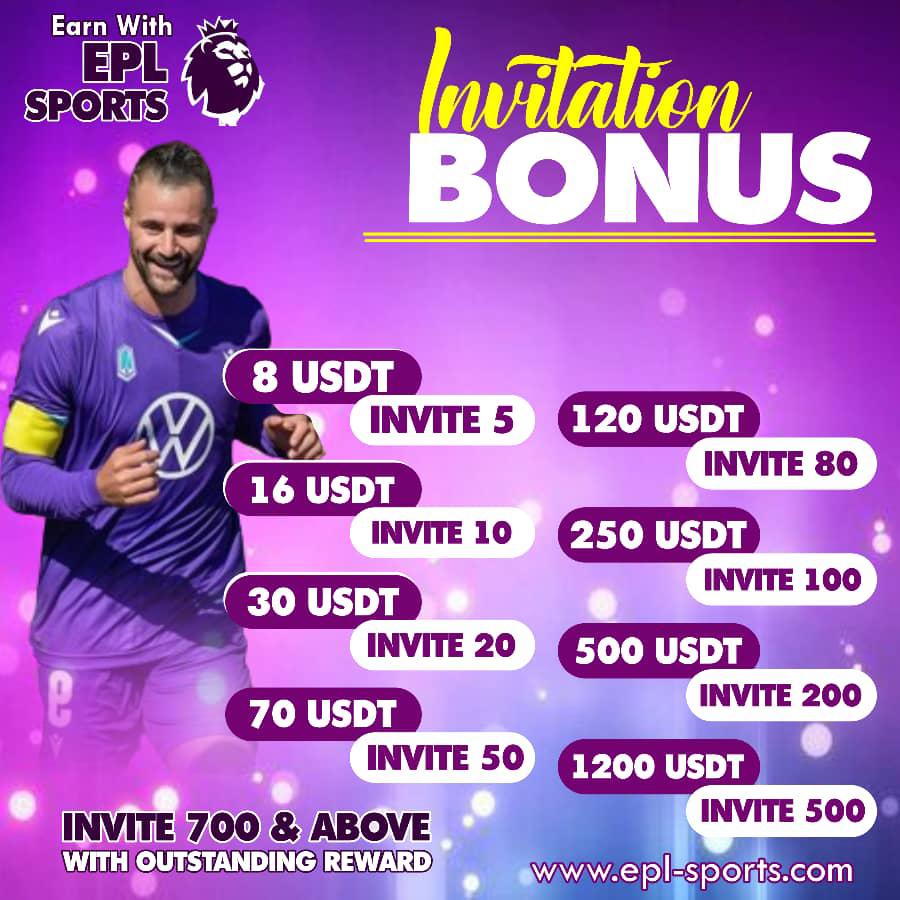 Earn With
EPL
SPORTS
Invitation
BONUS
8 USDT
INVITE 5
16 USDT
INVITE 10
30 USDT
INVITE 20
70 USDT
INVITE 50
120 USDT
INVITE 80
250 USDT
INVITE 100
500 USDT
INVITE 200
1200 USDT
INVITE 500
INVITE 700 & ABOVE
WITH OUTSTANDING REWARD
www.epl-sports.com